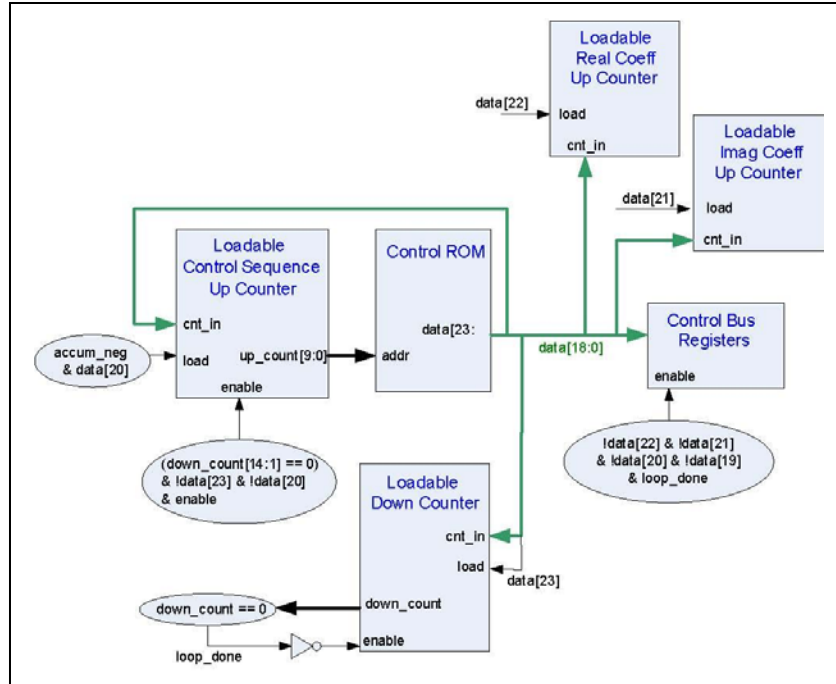 Loadable
Real Coeff
Up Counter
data[22]
load
cnt_in
Loadable
Imag Coeff
Up Counter
data[21]
load
cnt_in
Loadable
Control Sequence
Up Counter
cnt_in
load
up_count[9:0]
enable
accum_neg
& data[20]
(down_count[14:1] == 0)
& !data[23] & !data[20]
& enable
Control ROM
data[23:
addr
data[18:0]
Control Bus
Registers
enable
!data[22] & !data[21]
& !data[20] & !data[19]
& loop_done
Loadable
Down Counter
cnt_in
load
data[23]
down_count
enable
down_count == 0
loop_done